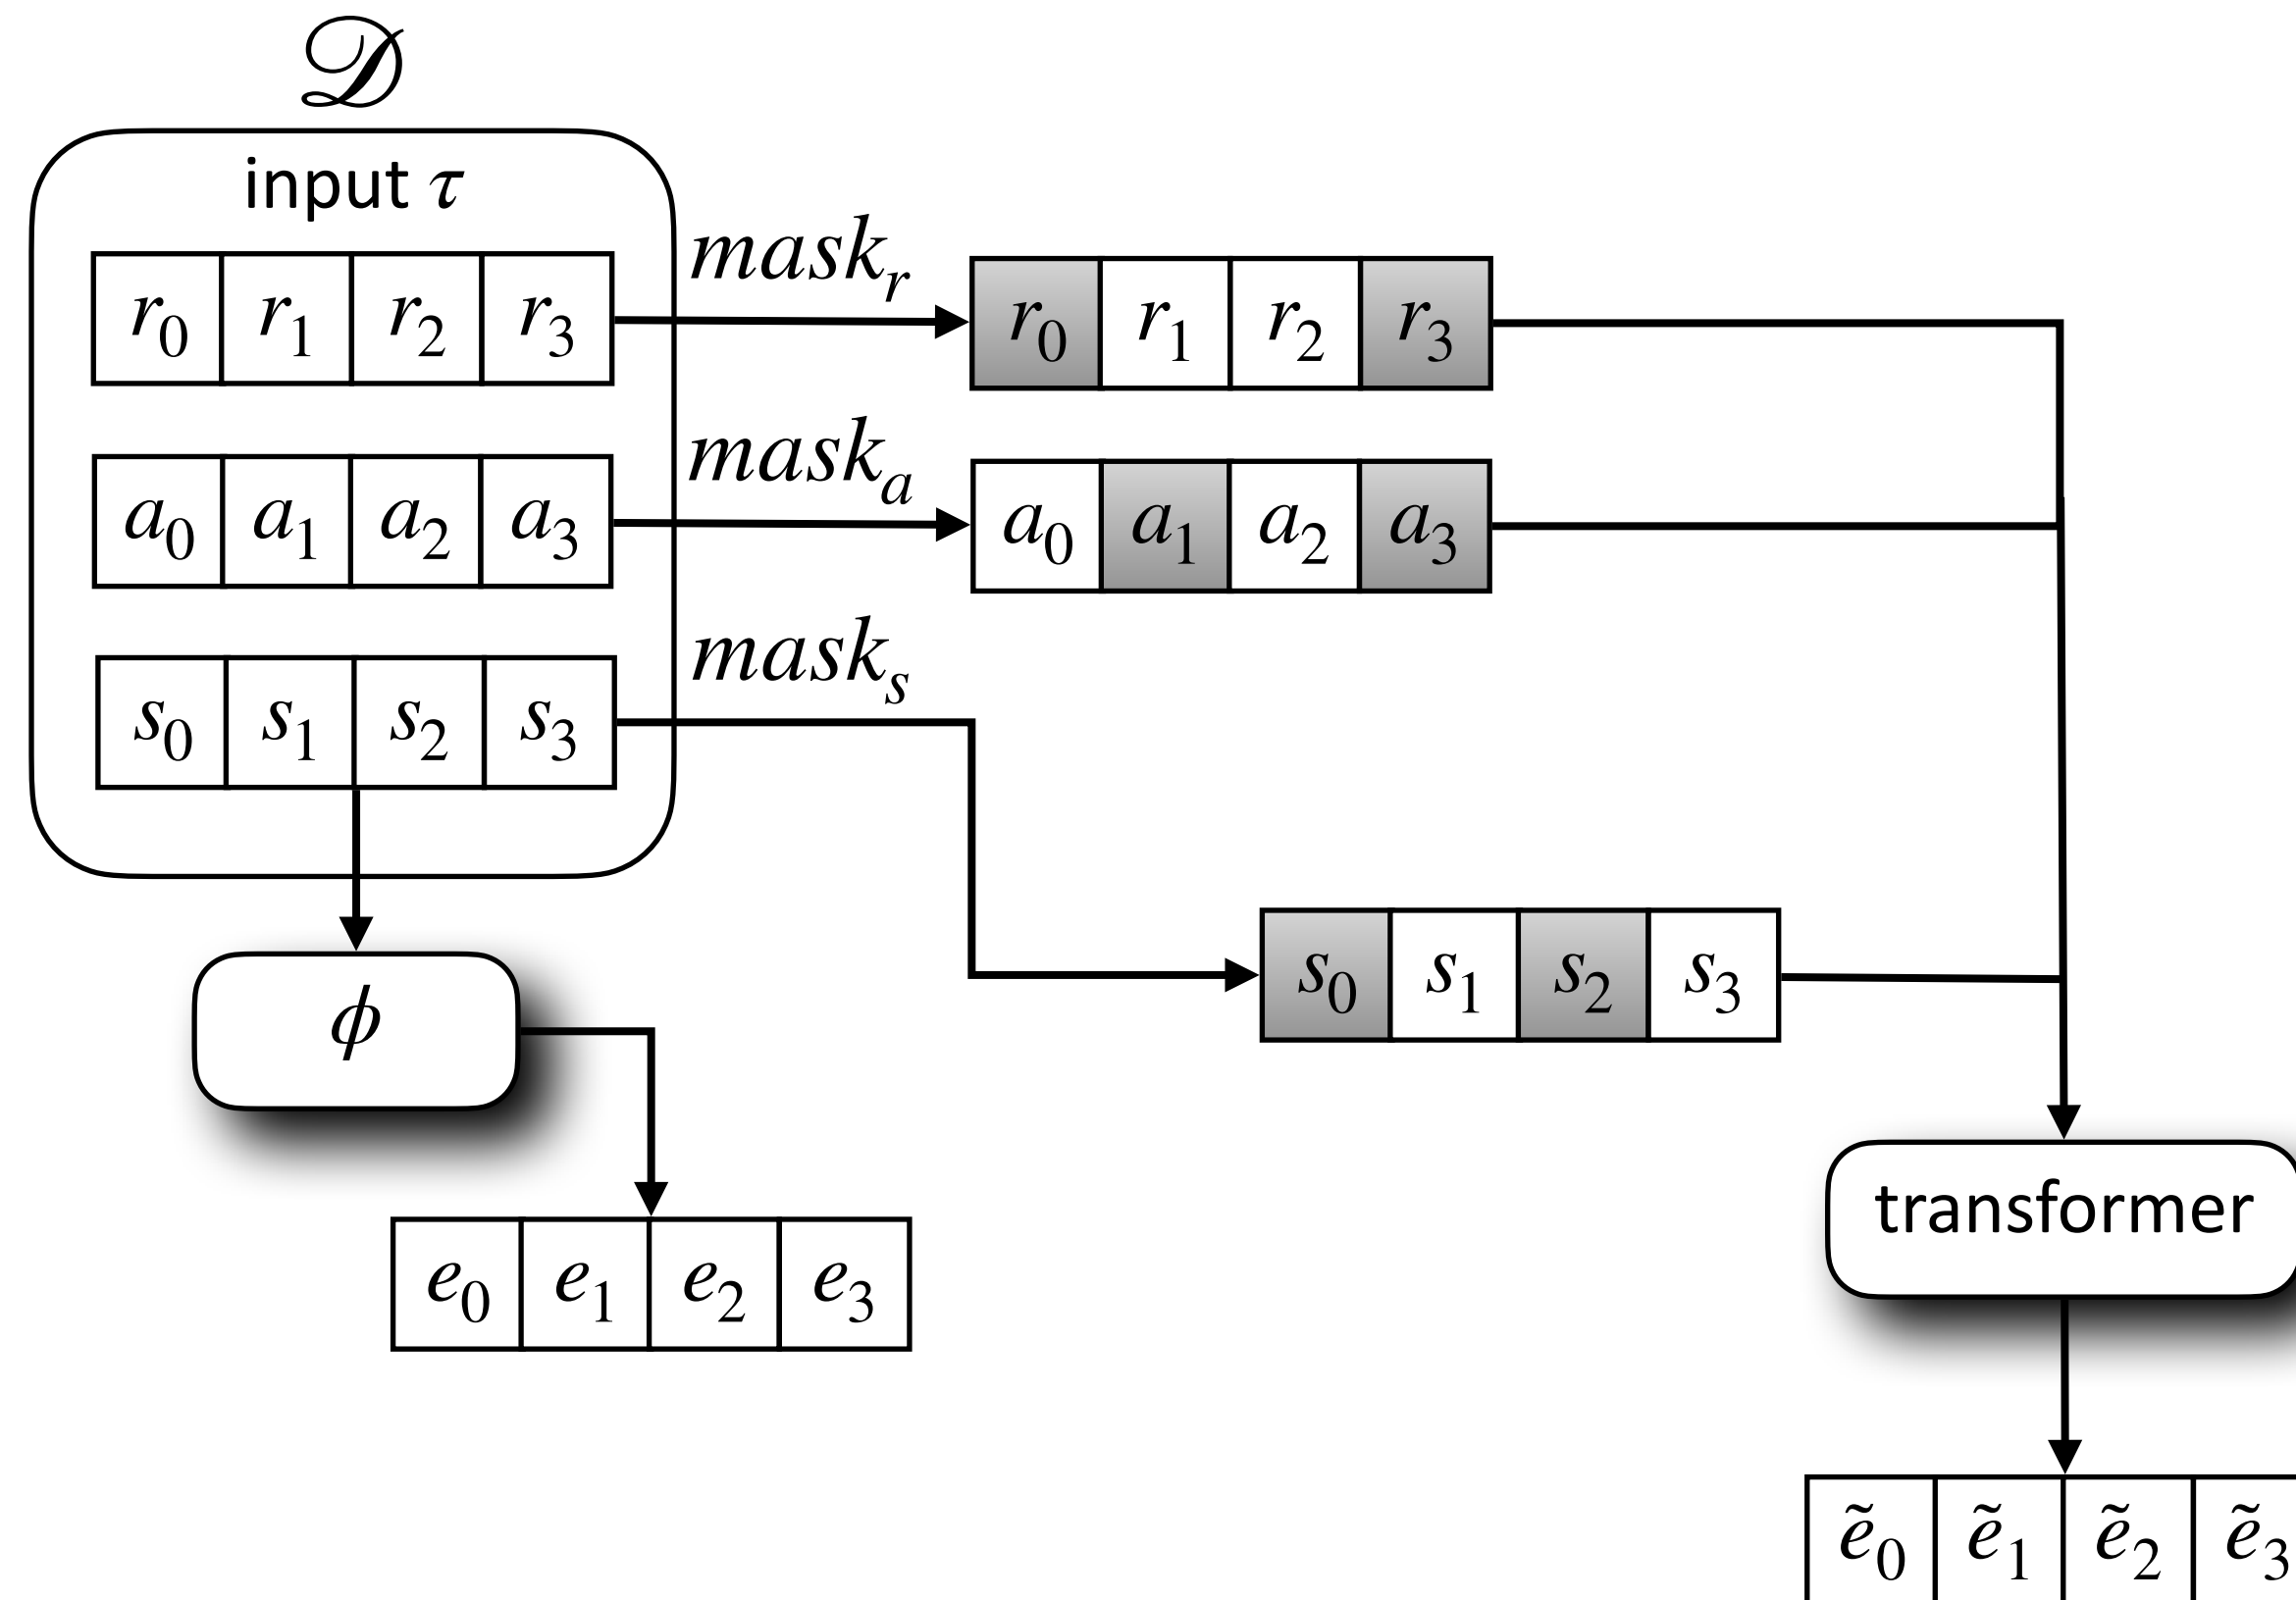 𝒟
input τ
r₀ r₁ r₂ r₃
mask_r
r₀ r₁ r₂ r₃
a₀ a₁ a₂ a₃
mask_a
a₀ a₁ a₂ a₃
s₀ s₁ s₂ s₃
mask_s
s₀ s₁ s₂ s₃
ϕ
e₀ e₁ e₂ e₃
transformer
ẽ₀ ẽ₁ ẽ₂ ẽ₃